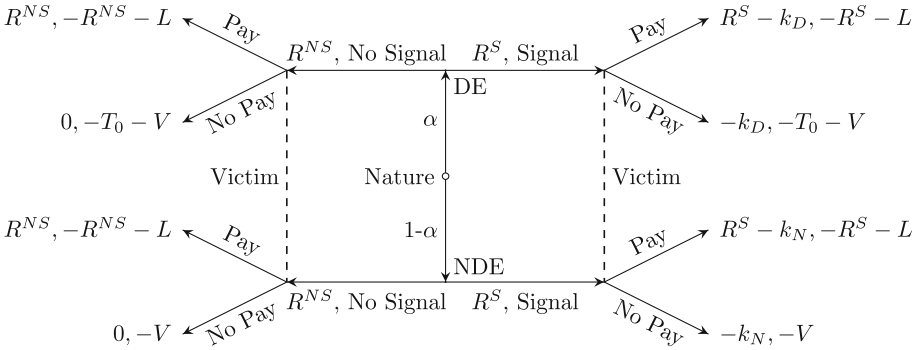 R^{NS}, -R^{NS} - L
Pay
R^{NS}, No Signal
R^S, Signal
Pay
R^S - k_D, -R^S - L
0, -T_0 - V
No Pay
DE
α
No Pay
-k_D, -T_0 - V
Victim
Nature
Victim
R^{NS}, -R^{NS} - L
Pay
1-α
NDE
Pay
R^S - k_N, -R^S - L
R^{NS}, No Signal
R^S, Signal
0, -V
No Pay
No Pay
-k_N, -V